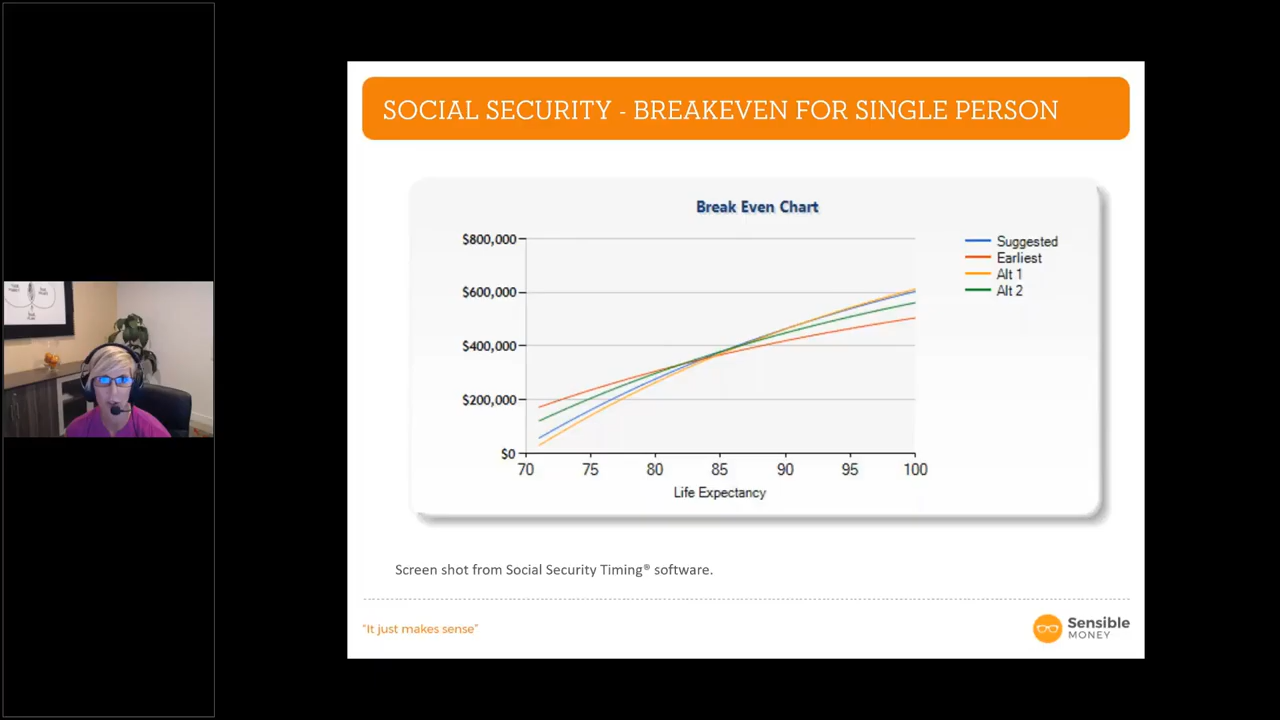 SOCIAL SECURITY - BREAKEVEN FOR SINGLE PERSON
Break Even Chart
$800,000
$600,000
$400,000
$200,000
$0
70 75 80 85 90 95 100
Life Expectancy
Suggested
Earliest
Alt 1
Alt 2
Screen shot from Social Security Timing® software.
"It just makes sense"
Sensible
MONEY